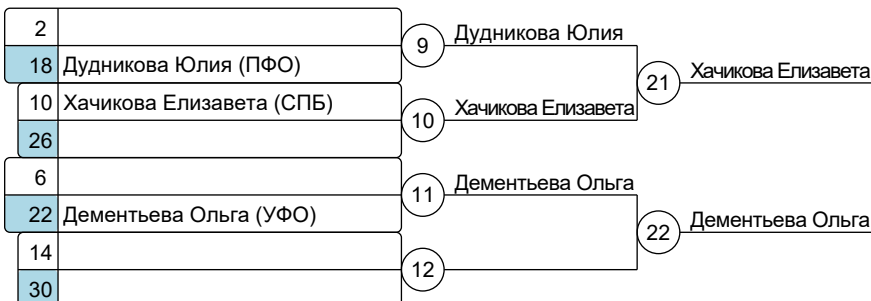 2
9 Дудникова Юлия
18 Дудникова Юлия (ПФО)
21 Хачикова Елизавета
10 Хачикова Елизавета (СПБ)
10 Хачикова Елизавета
26
6
11 Дементьева Ольга
22 Дементьева Ольга (УФО)
22 Дементьева Ольга
14
12
30